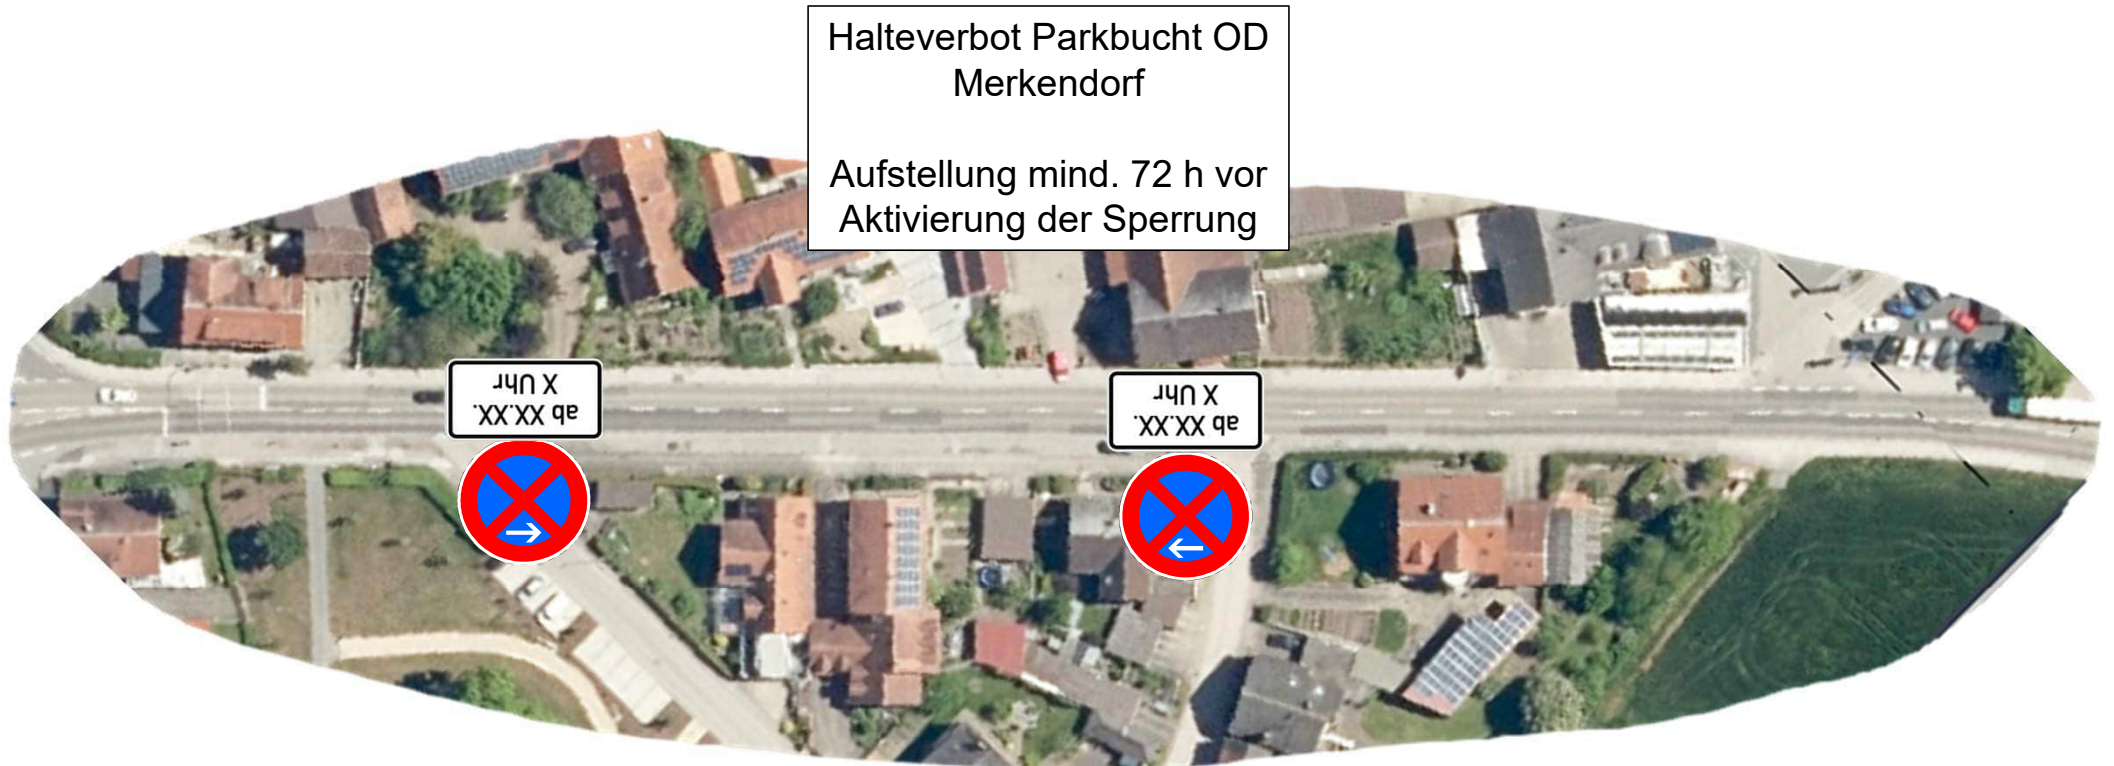 Halteverbot Parkbucht OD
Merkendorf
Aufstellung mind. 72 h vor
Aktivierung der Sperrung
ab XX.XX.
X Uhr
ab XX.XX.
X Uhr